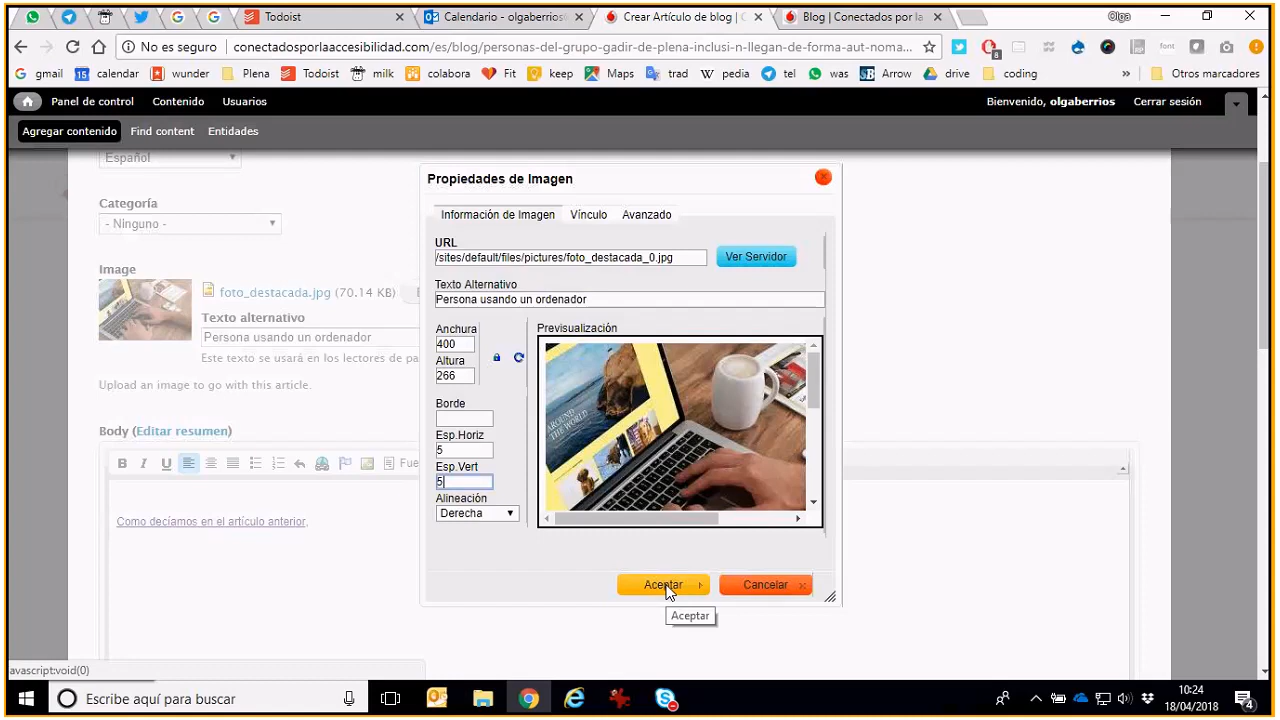 Todoist
Calendario - olgaberrios
Crear Artículo de blog | C
Blog | Conectados por la
Olga
No es seguro
conectadosporlaaccesibilidad.com/es/blog/personas-del-grupo-gadir-de-plena-inclusi-n-llegan-de-forma-aut-noma...
8
gmail
15 calendar
wunder
Plena
Todoist
milk
colabora
Fit
keep
Maps
trad
W pedia
tel
was
Arrow
drive
coding
»
Otros marcadores
Panel de control
Contenido
Usuarios
Bienvenido, olgaberrios
Cerrar sesión
Agregar contenido
Find content
Entidades
Español
Categoría
- Ninguno -
Image
foto_destacada.jpg (70.14 KB)
Texto alternativo
Persona usando un ordenador
Este texto se usará en los lectores de pa
Upload an image to go with this article.
Body (Editar resumen)
B I U
Fue
Como decíamos en el artículo anterior,
Propiedades de Imagen
Información de Imagen
Vínculo
Avanzado
URL
/sites/default/files/pictures/foto_destacada_0.jpg
Ver Servidor
Texto Alternativo
Persona usando un ordenador
Anchura
400
Altura
266
Borde
Esp.Horiz
5
Esp.Vert
5
Alineación
Derecha
Previsualización
AROUND
THE WORLD
Aceptar
Cancelar
Aceptar
avascript:void(0)
Escribe aquí para buscar
10:24
18/04/2018
4